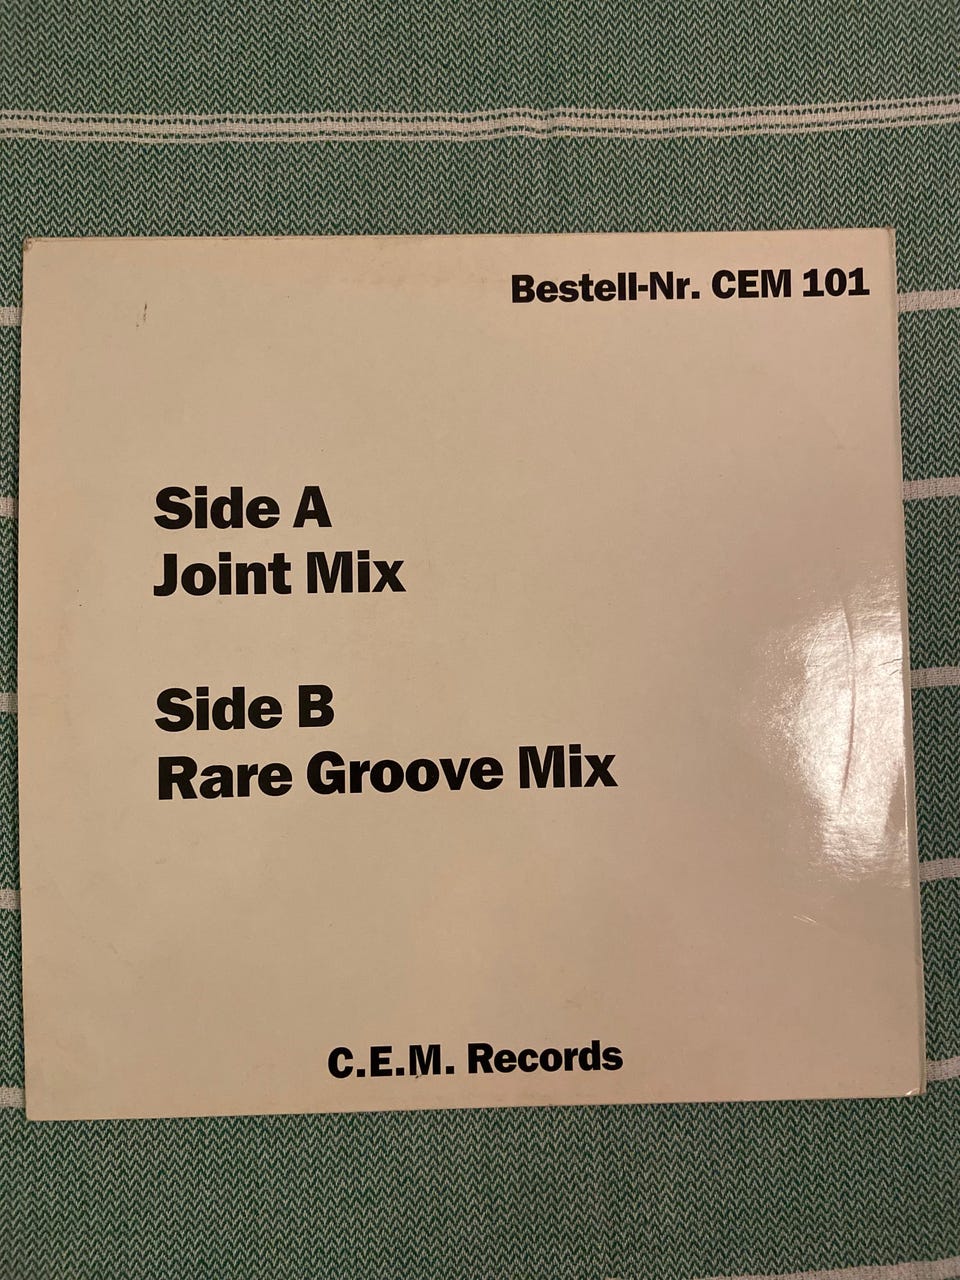 Bestell-Nr. CEM 101
Side A
Joint Mix
Side B
Rare Groove Mix
C.E.M. Records